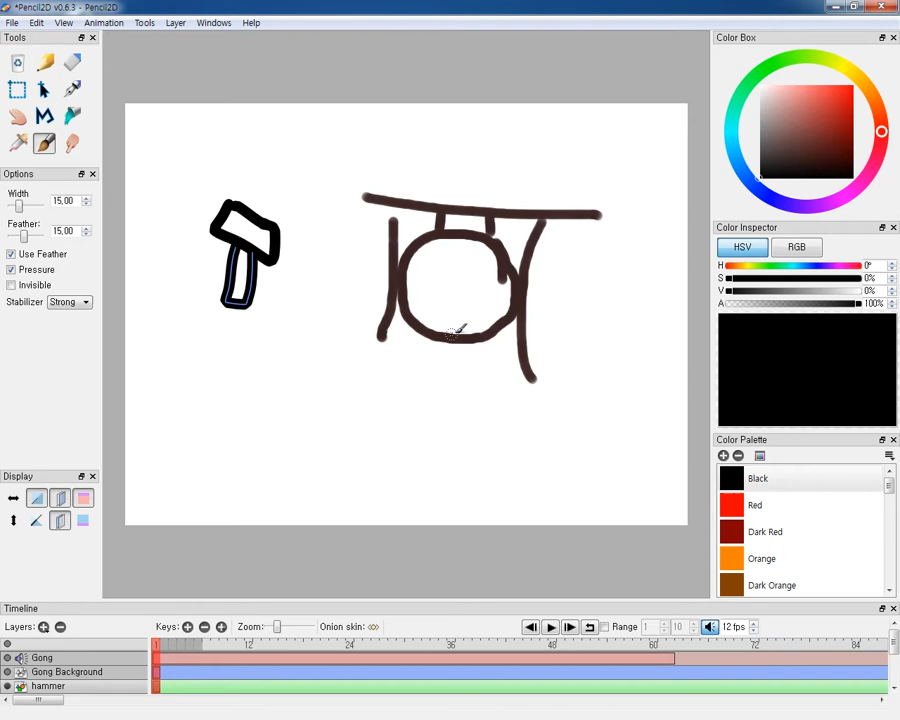 *Pencil2D v0.6.3 - Pencil2D
File Edit View Animation Tools Layer Windows Help
Tools
Options
Width
15,00
Feather:
15,00
Use Feather
Pressure
Invisible
Stabilizer Strong
Display
Color Box
Color Inspector
HSV RGB
H 0°
S 0%
V 0%
A 100%
Color Palette
Black
Red
Dark Red
Orange
Dark Orange
Timeline
Layers: Keys: Zoom: Onion skin: Range 1 10 12 fps
1 12 24 36 48 60 72 84
Gong
Gong Background
hammer